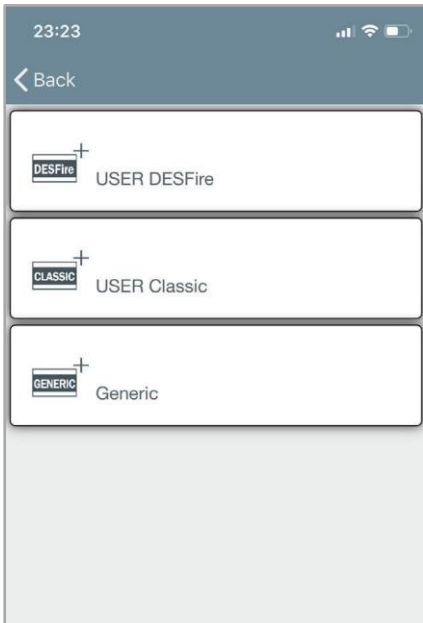 23:23
Back
DESFire
USER DESFire
CLASSIC
USER Classic
GENERIC
Generic